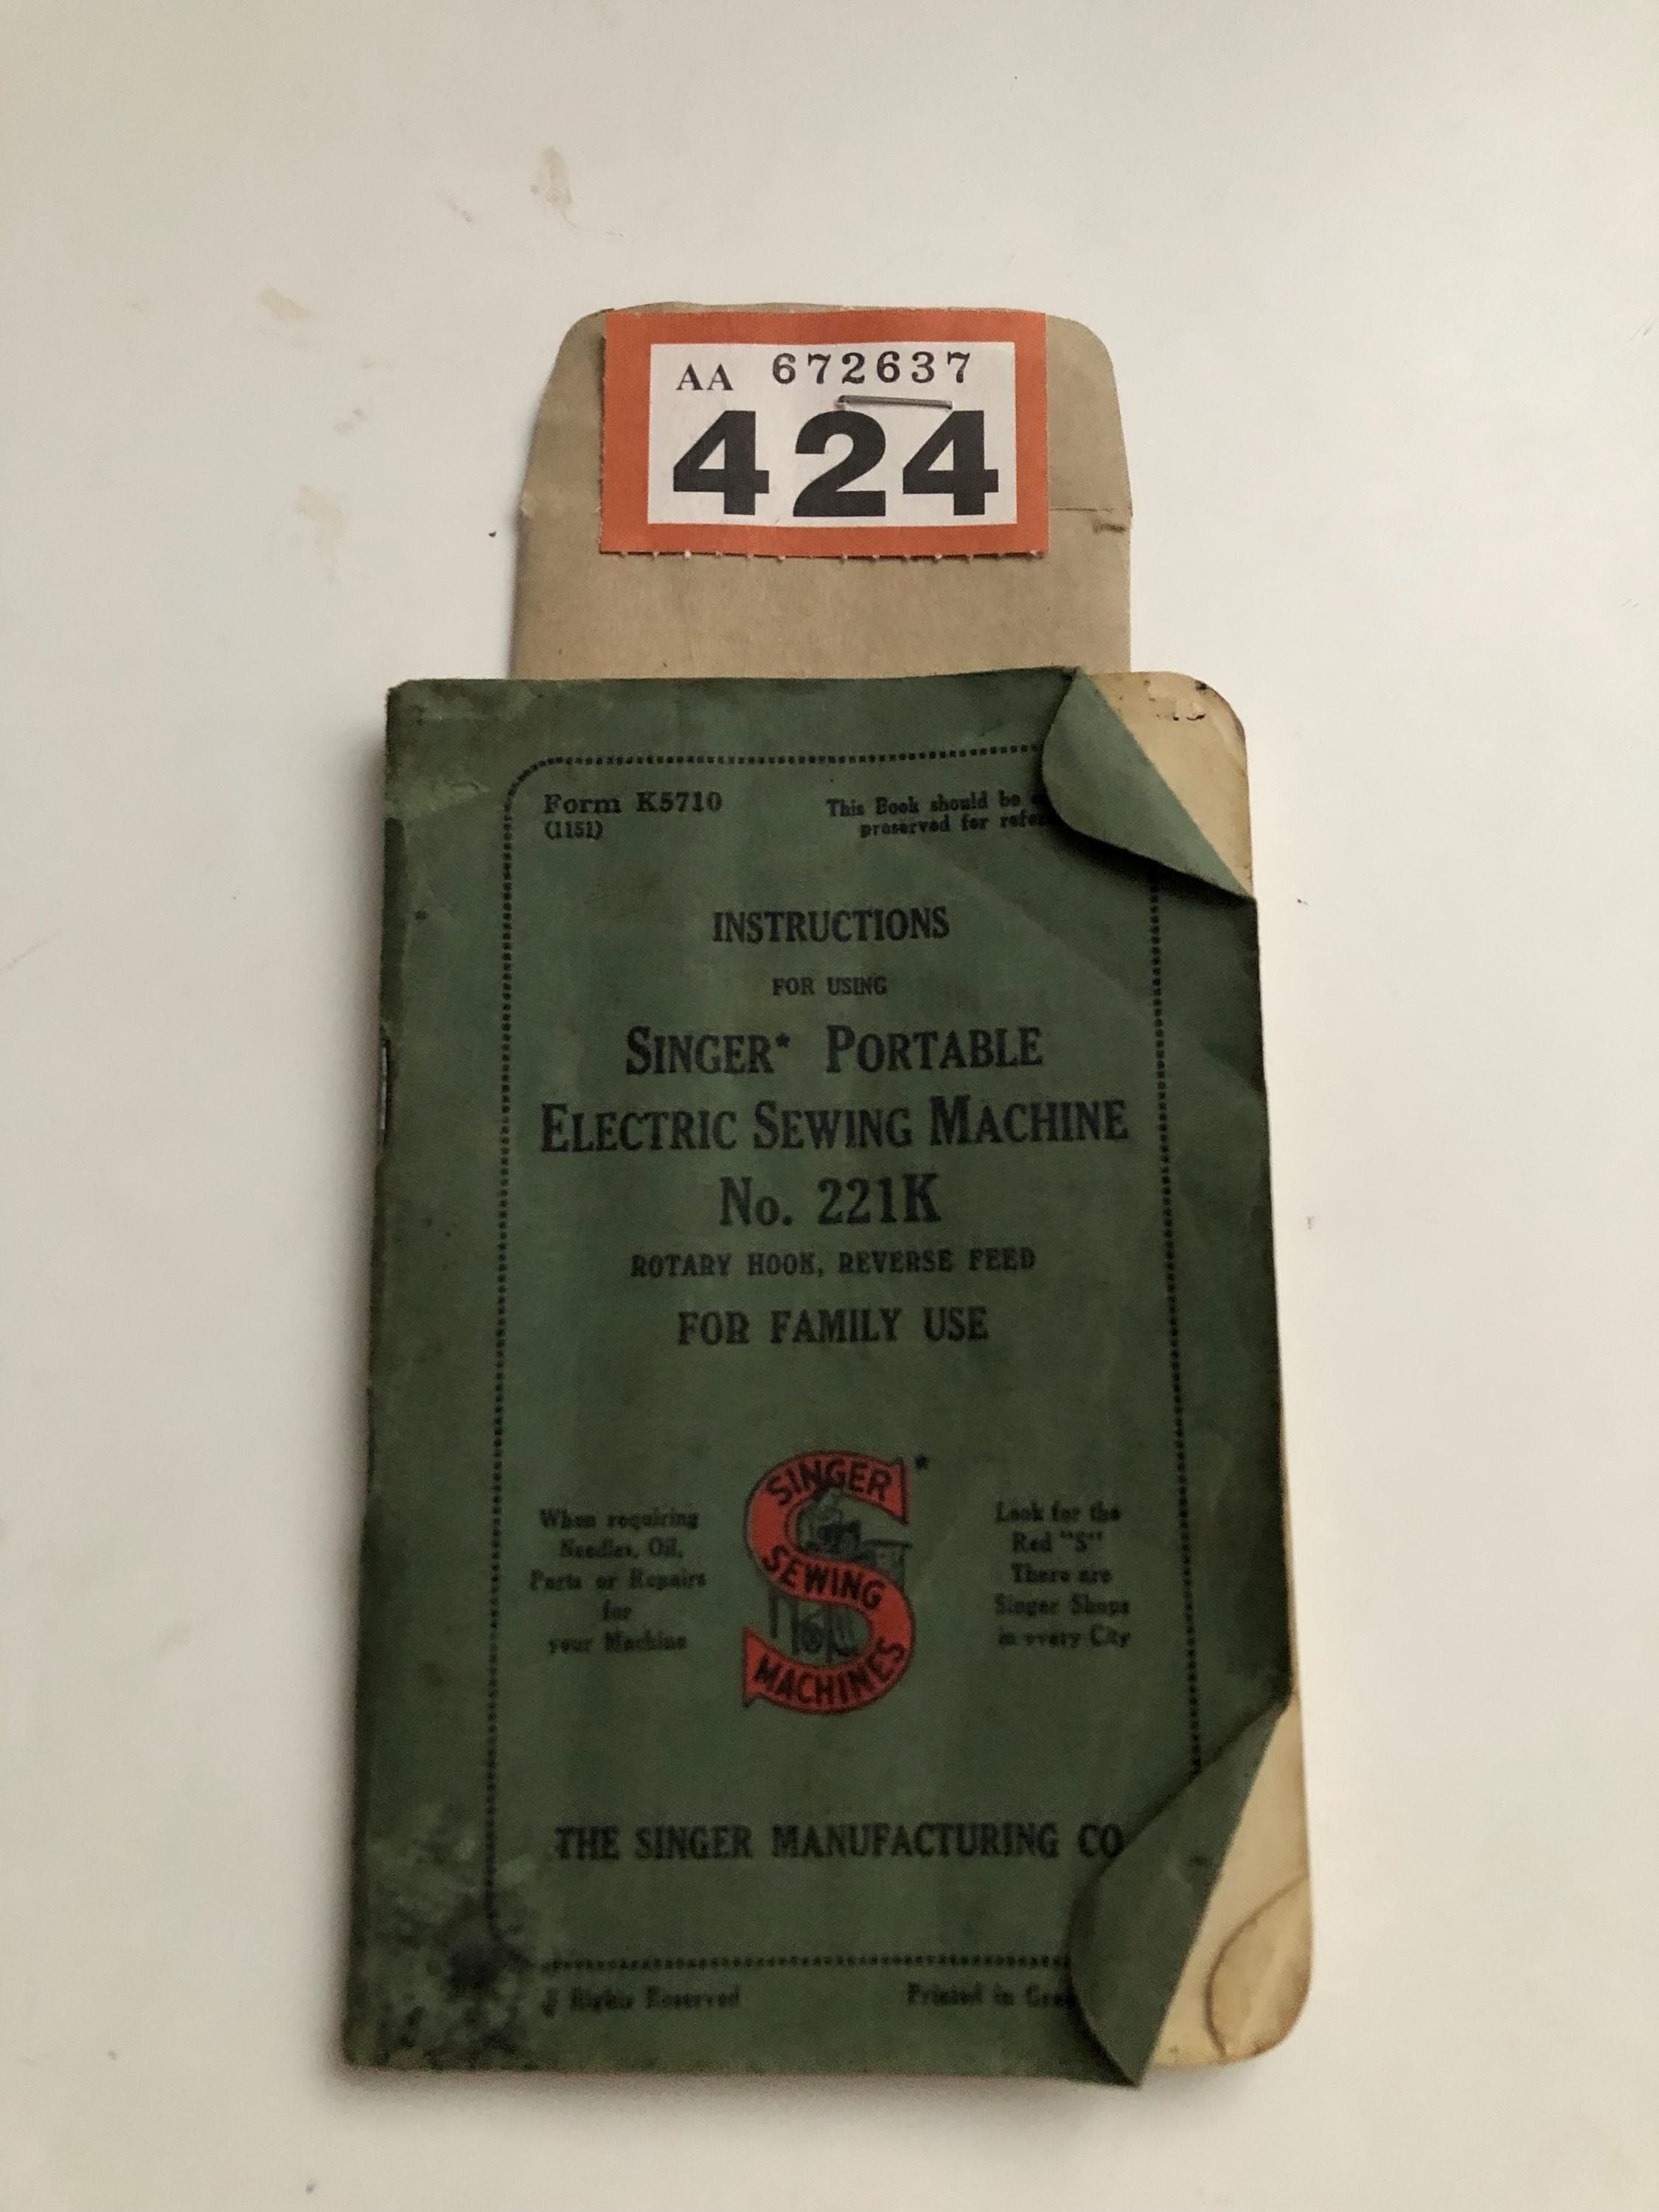 AA 672637
424
Form K5710
(1151)
This Book should be
preserved for refe
INSTRUCTIONS
FOR USING
SINGER* PORTABLE
ELECTRIC SEWING MACHINE
No. 221K
ROTARY HOOK, REVERSE FEED
FOR FAMILY USE
SINGER*
SEWING
MACHINES
When requiring
Needles, Oil,
Parts or Repairs
for
your Machine
Look for the
Red "S"
There are
Singer Shops
in every City
THE SINGER MANUFACTURING CO
Rights Reserved
Printed in